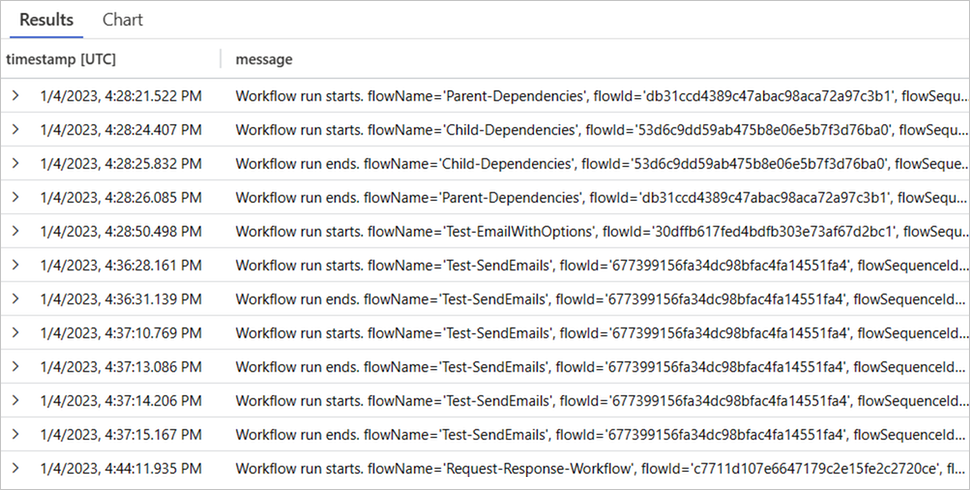 Results Chart
timestamp [UTC] message
1/4/2023, 4:28:21.522 PM Workflow run starts. flowName='Parent-Dependencies', flowId='db31ccd4389c47abac98aca72a97c3b1', flowSequ...
1/4/2023, 4:28:24.407 PM Workflow run starts. flowName='Child-Dependencies', flowId='53d6c9dd59ab475b8e06e5b7f3d76ba0', flowSequ...
1/4/2023, 4:28:25.832 PM Workflow run ends. flowName='Child-Dependencies', flowId='53d6c9dd59ab475b8e06e5b7f3d76ba0', flowSeque...
1/4/2023, 4:28:26.085 PM Workflow run ends. flowName='Parent-Dependencies', flowId='db31ccd4389c47abac98aca72a97c3b1', flowSequ...
1/4/2023, 4:28:50.498 PM Workflow run starts. flowName='Test-EmailWithOptions', flowId='30dffb617fed4bdfb303e73af67d2bc1', flowSequ...
1/4/2023, 4:36:28.161 PM Workflow run starts. flowName='Test-SendEmails', flowId='677399156fa34dc98bfac4fa14551fa4', flowSequenceId...
1/4/2023, 4:36:31.139 PM Workflow run ends. flowName='Test-SendEmails', flowId='677399156fa34dc98bfac4fa14551fa4', flowSequenceId...
1/4/2023, 4:37:10.769 PM Workflow run starts. flowName='Test-SendEmails', flowId='677399156fa34dc98bfac4fa14551fa4', flowSequenceId...
1/4/2023, 4:37:13.086 PM Workflow run ends. flowName='Test-SendEmails', flowId='677399156fa34dc98bfac4fa14551fa4', flowSequenceId...
1/4/2023, 4:37:14.206 PM Workflow run starts. flowName='Test-SendEmails', flowId='677399156fa34dc98bfac4fa14551fa4', flowSequenceId...
1/4/2023, 4:37:15.167 PM Workflow run ends. flowName='Test-SendEmails', flowId='677399156fa34dc98bfac4fa14551fa4', flowSequenceId...
1/4/2023, 4:44:11.935 PM Workflow run starts. flowName='Request-Response-Workflow', flowId='c7711d107e6647179c2e15fe2c2720ce', fl...